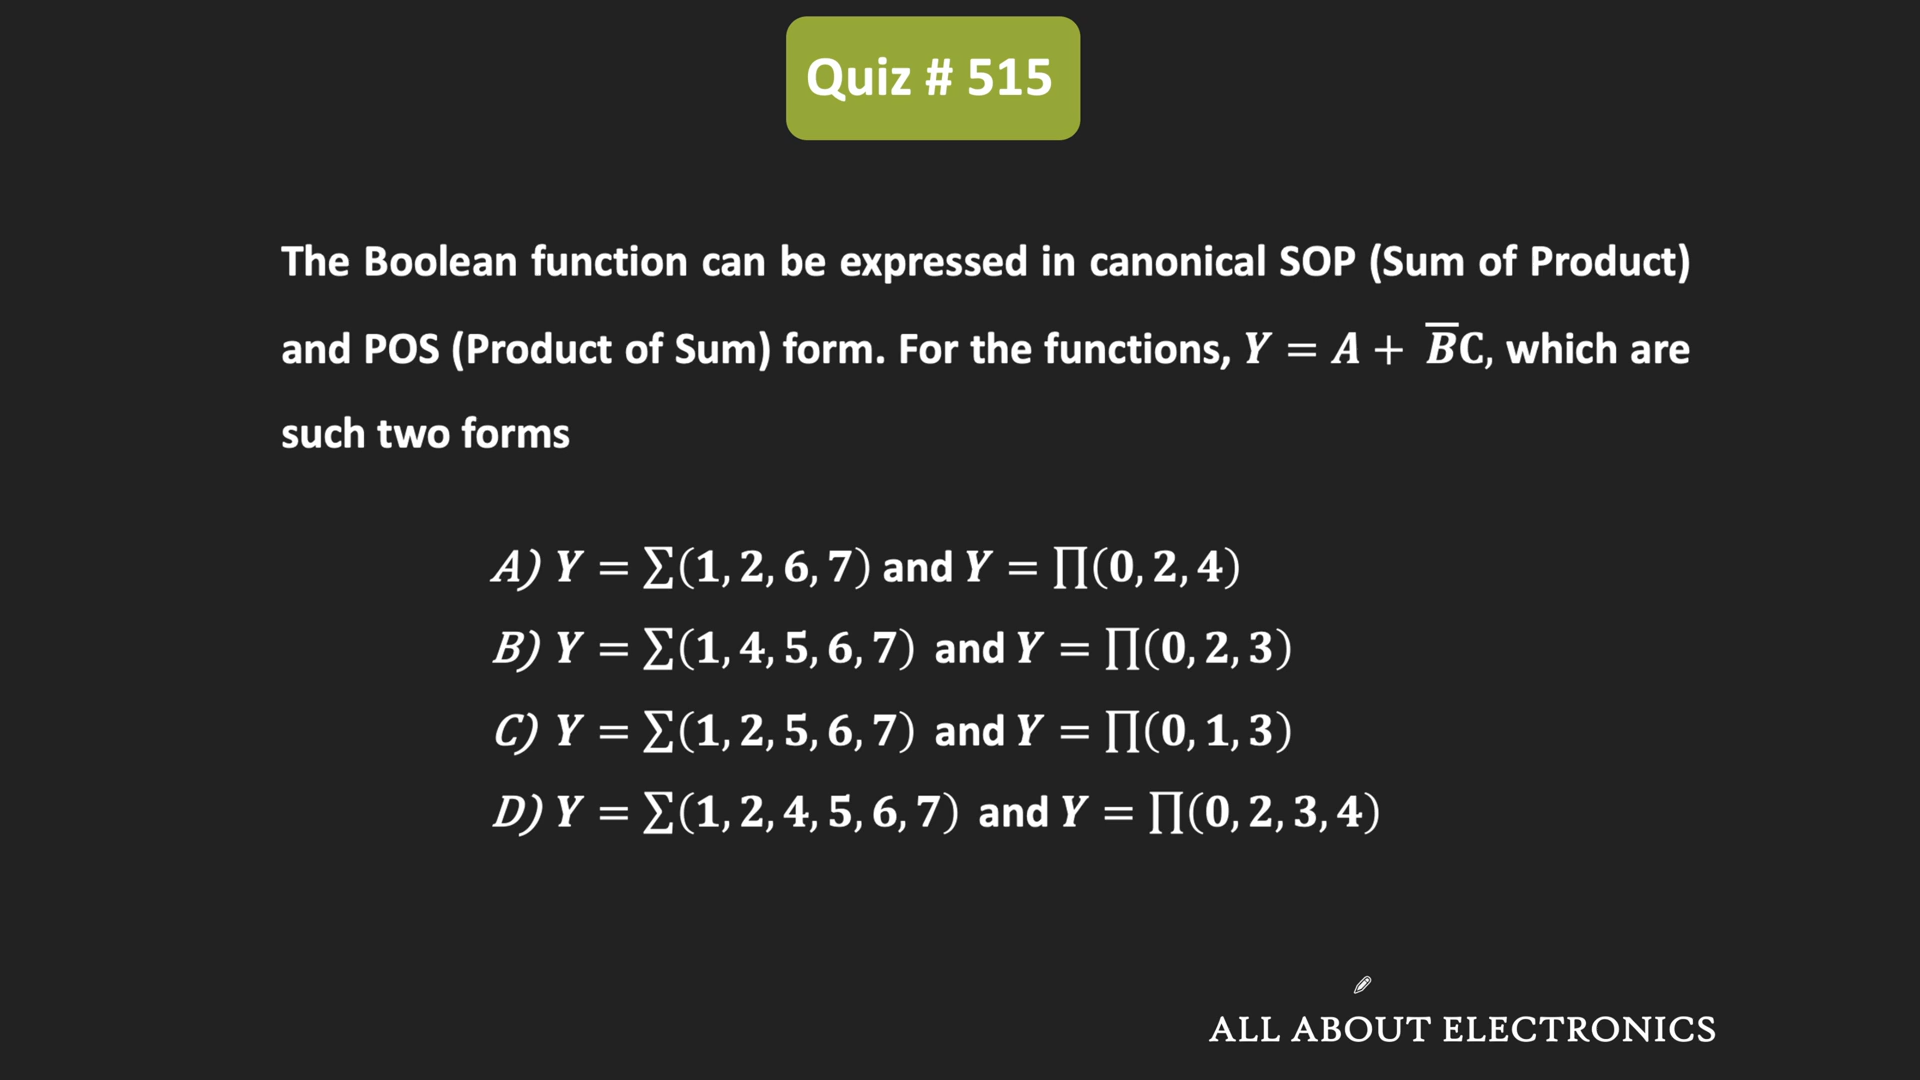 Quiz # 515
The Boolean function can be expressed in canonical SOP (Sum of Product)
and POS (Product of Sum) form. For the functions, Y = A + B̅C, which are
such two forms
A) Y = ∑(1, 2, 6, 7) and Y = ∏(0, 2, 4)
B) Y = ∑(1, 4, 5, 6, 7) and Y = ∏(0, 2, 3)
C) Y = ∑(1, 2, 5, 6, 7) and Y = ∏(0, 1, 3)
D) Y = ∑(1, 2, 4, 5, 6, 7) and Y = ∏(0, 2, 3, 4)
ALL ABOUT ELECTRONICS